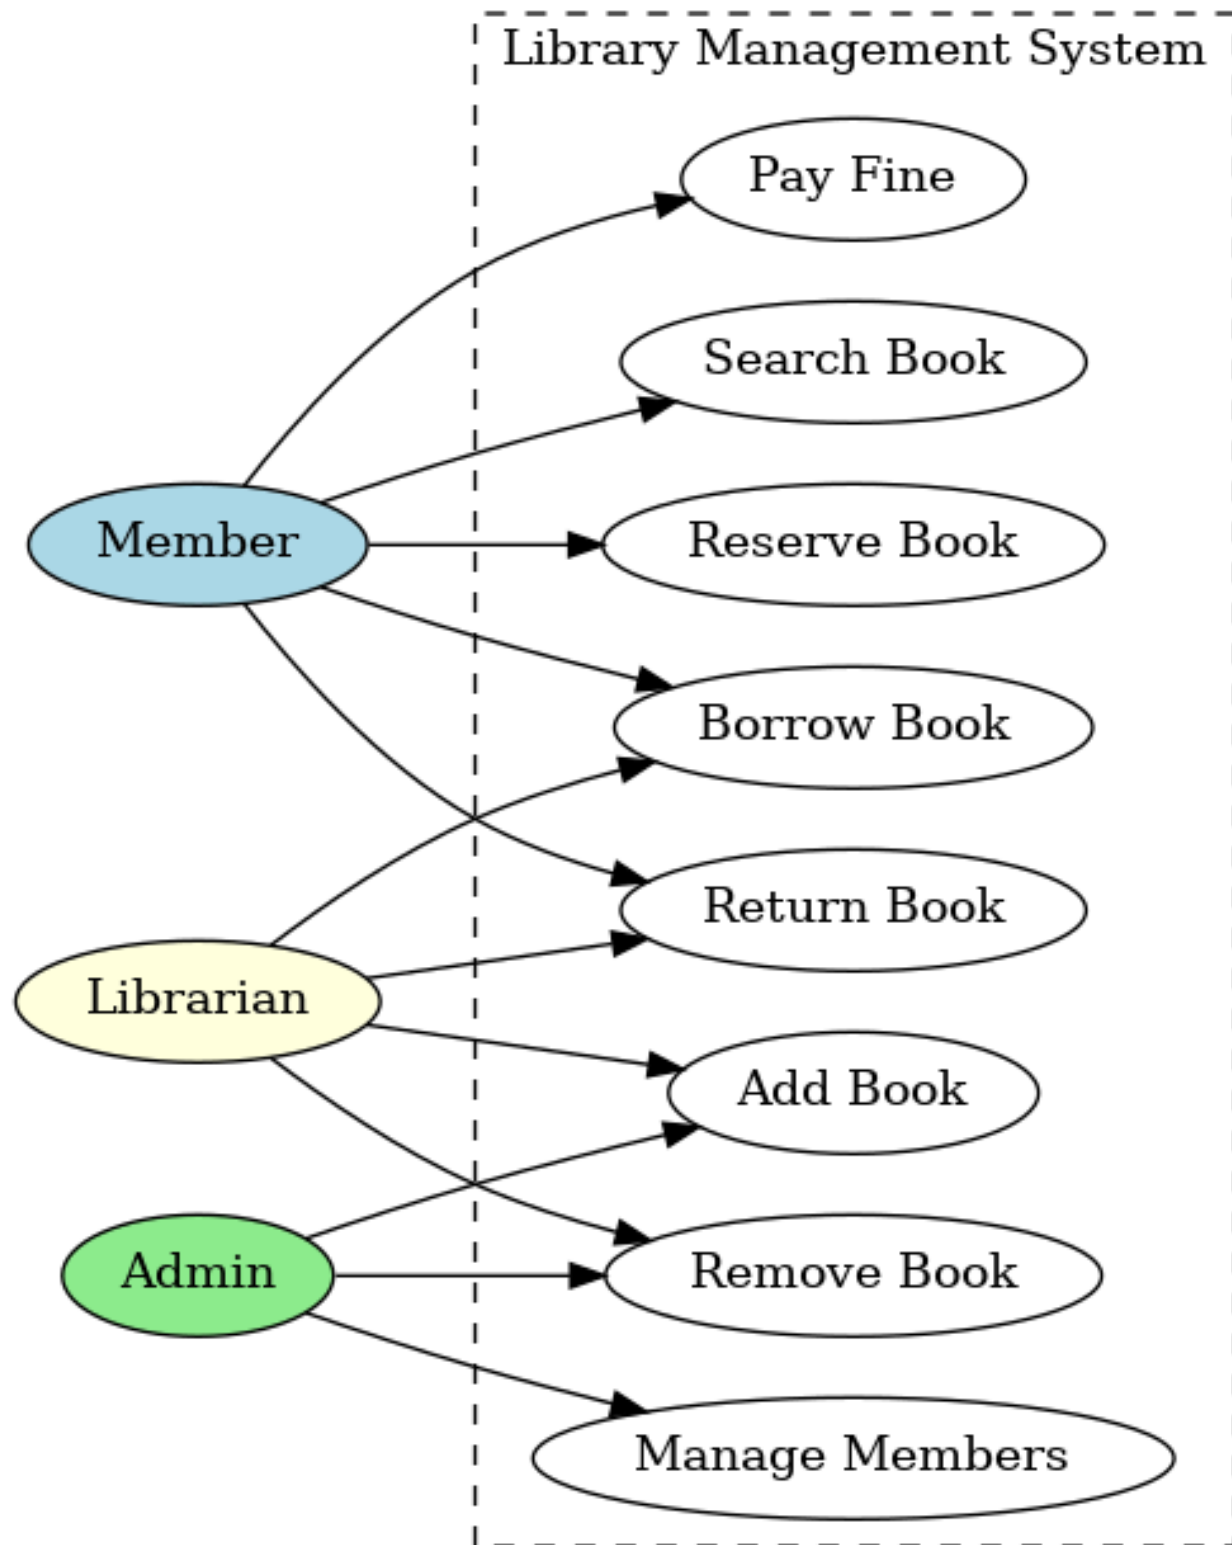 Library Management System
Pay Fine
Search Book
Member
Reserve Book
Borrow Book
Return Book
Librarian
Add Book
Admin
Remove Book
Manage Members